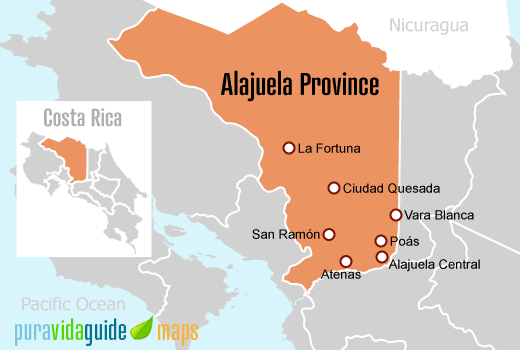 Nicaragua
Alajuela Province
Costa Rica
La Fortuna
Ciudad Quesada
Vara Blanca
San Ramón
Poás
Alajuela Central
Atenas
Pacific Ocean
puravidaguide maps